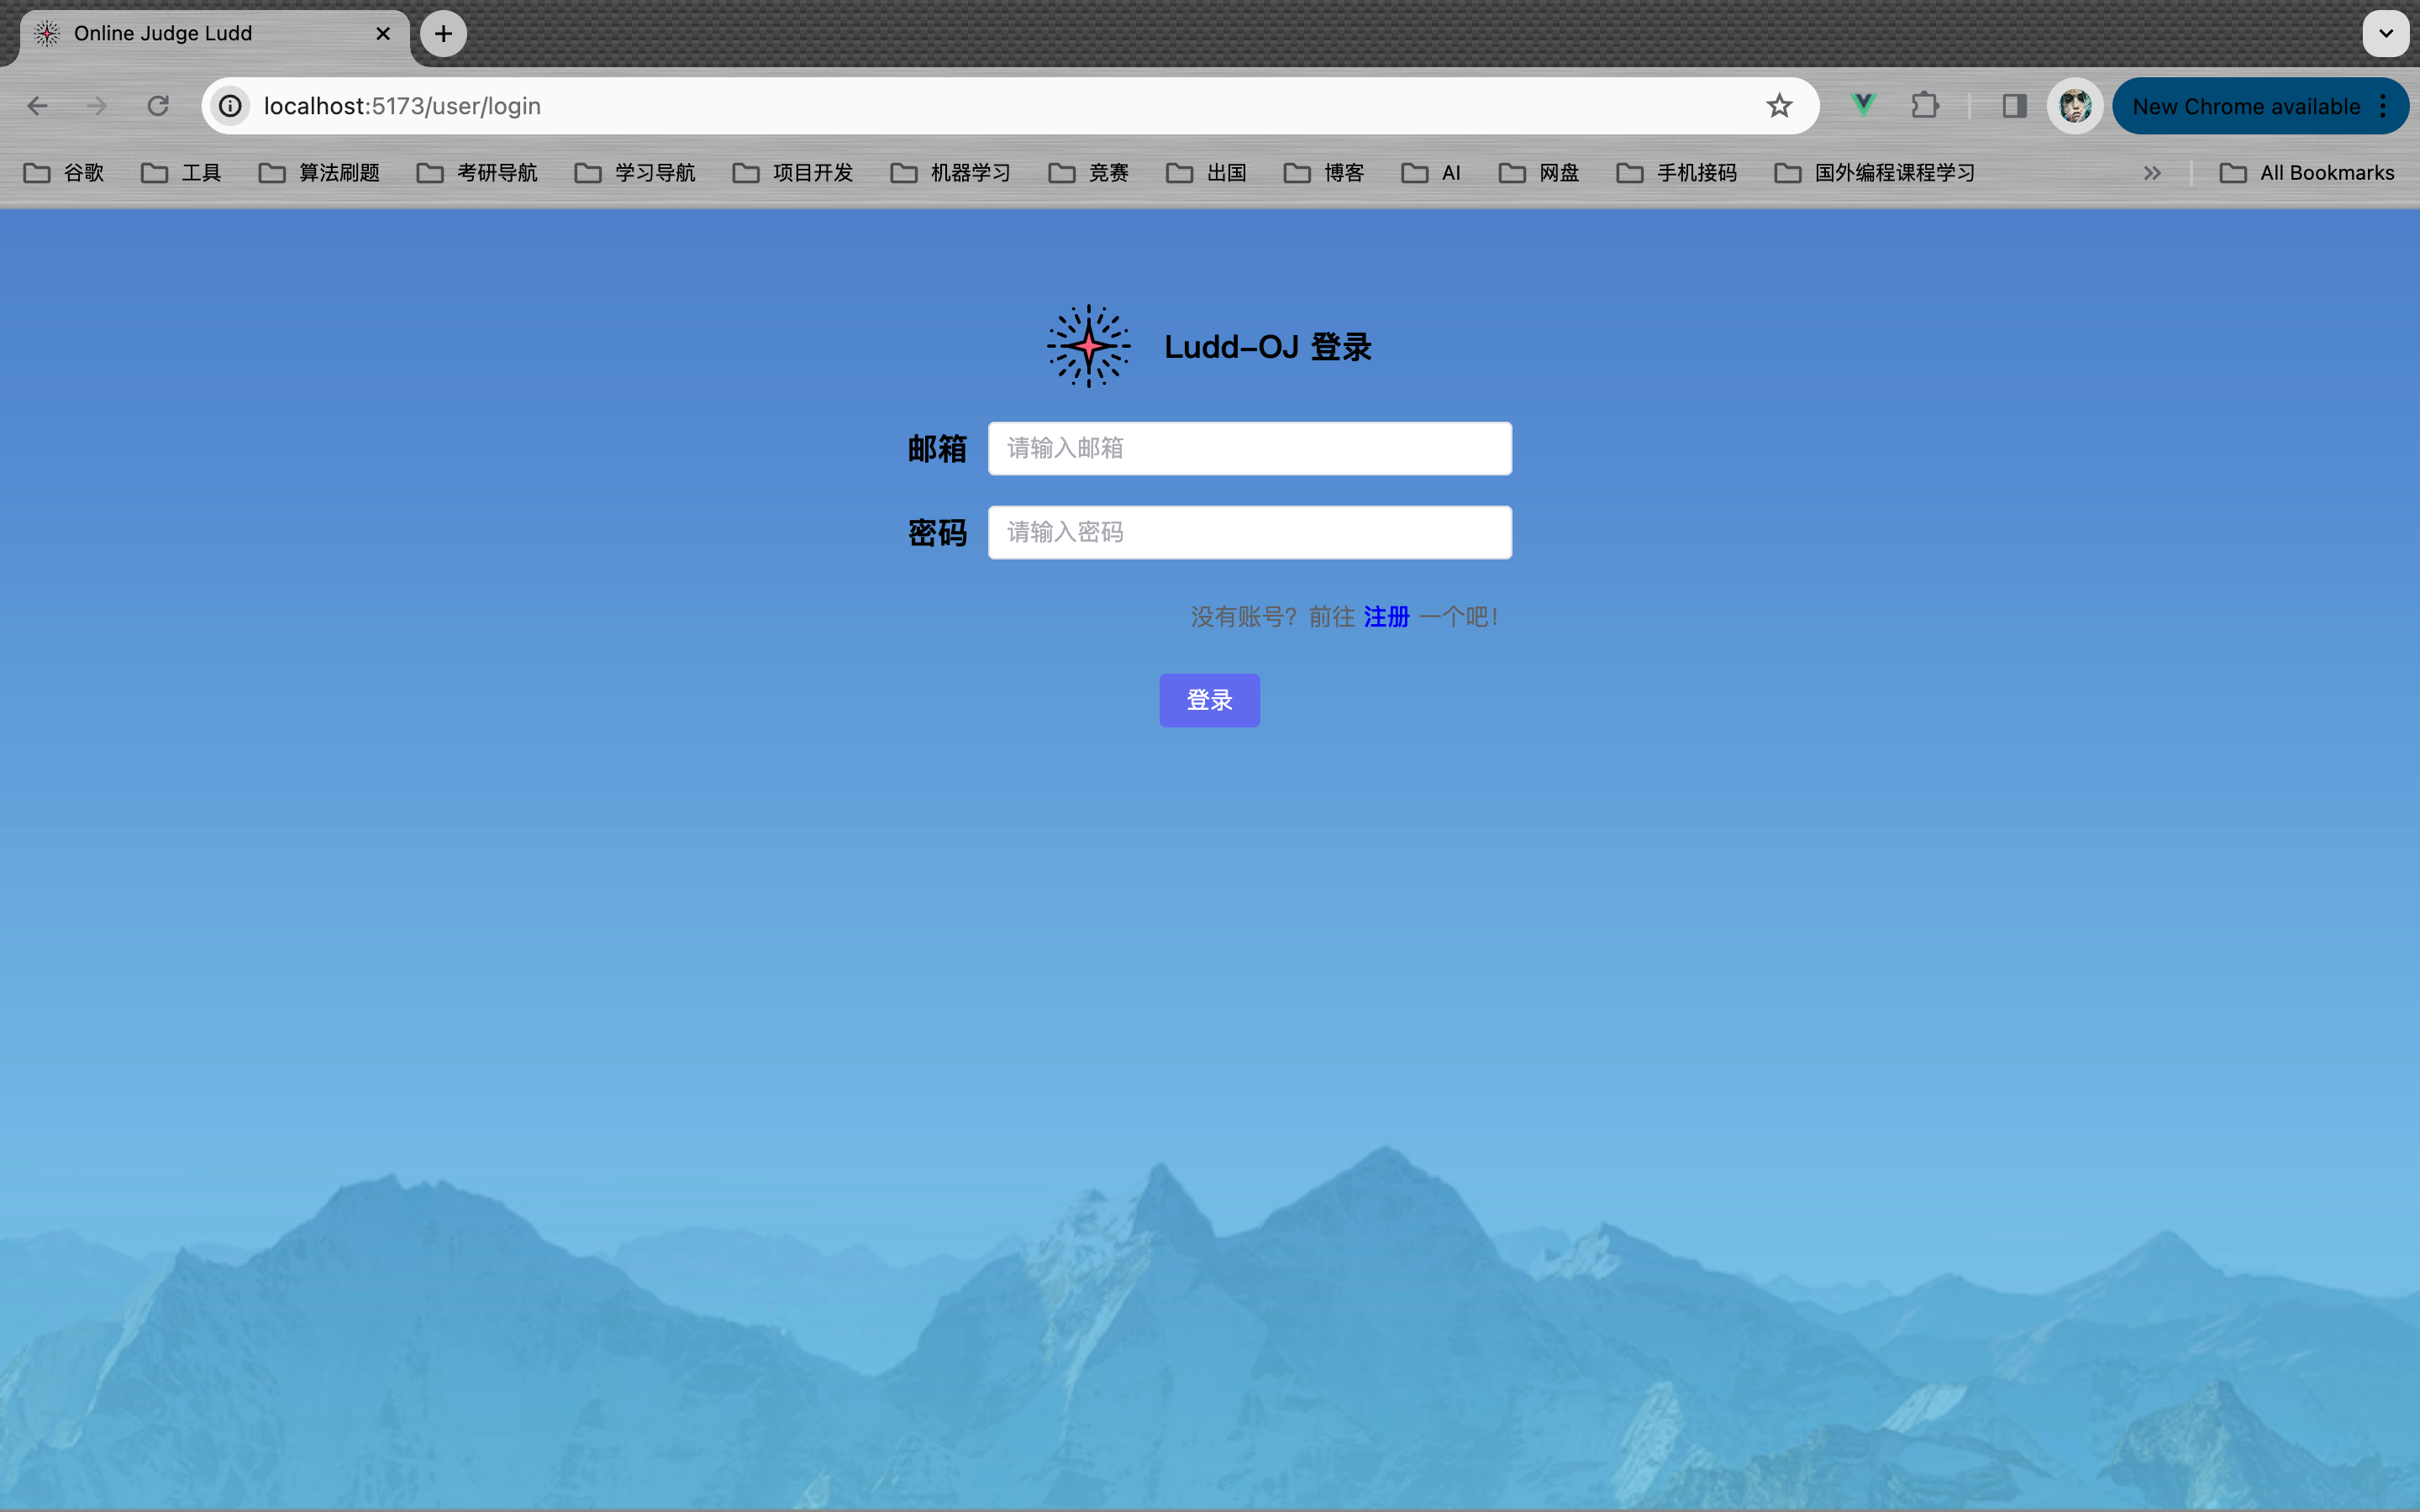 Online Judge Ludd
localhost:5173/user/login
New Chrome available
谷歌 工具 算法刷题 考研导航 学习导航 项目开发 机器学习 竞赛 出国 博客 AI 网盘 手机接码 国外编程课程学习 All Bookmarks
Ludd-OJ 登录
邮箱 请输入邮箱
密码 请输入密码
没有账号？前往 注册 一个吧！
登录